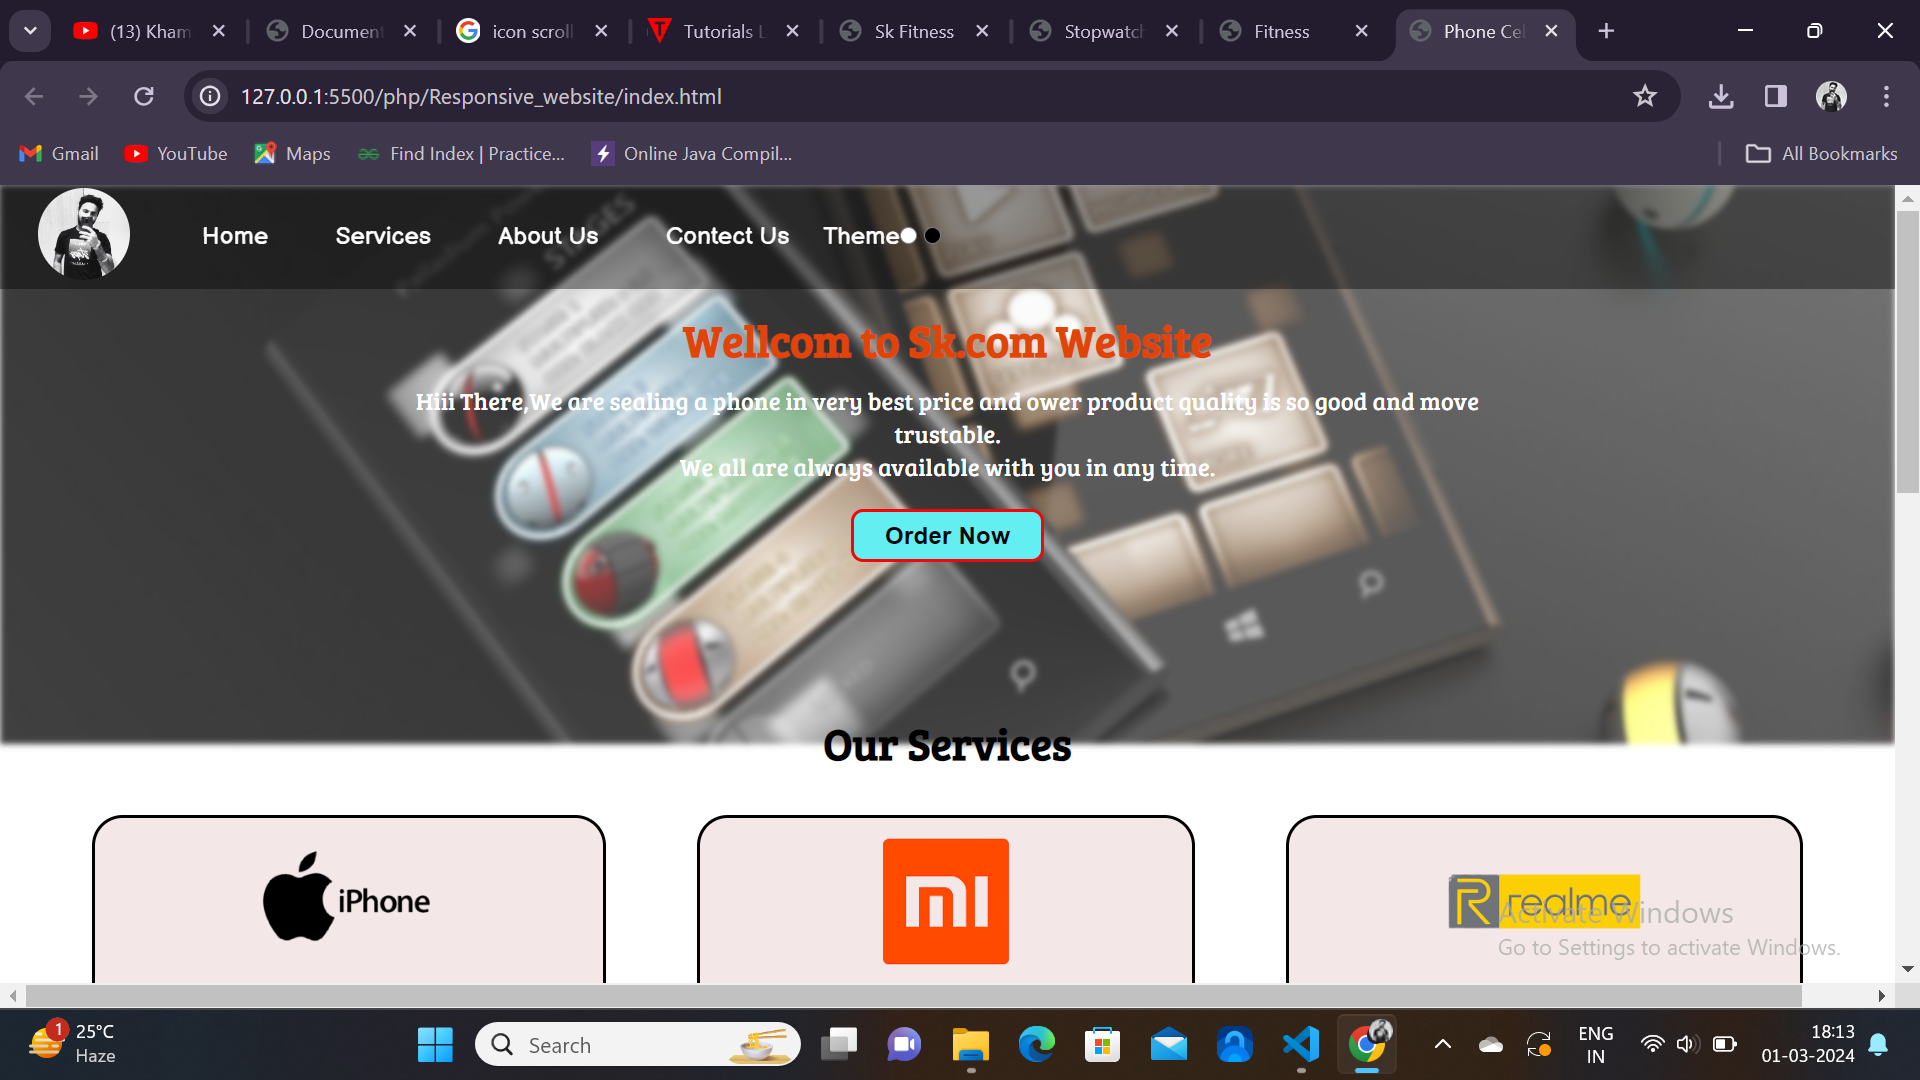 (13) Kham
Document
icon scroll
Tutorials L
Sk Fitness
Stopwatch
Fitness
Phone Cel
127.0.0.1:5500/php/Responsive_website/index.html
Gmail
YouTube
Maps
Find Index | Practice...
Online Java Compil...
All Bookmarks
Home
Services
About Us
Contect Us
Theme
Wellcom to Sk.com Website
Hiii There,We are sealing a phone in very best price and ower product quality is so good and move
trustable.
We all are always available with you in any time.
Order Now
Our Services
iPhone
mi
R realme
Activate Windows
Go to Settings to activate Windows.
1
25°C
Haze
Search
ENG
IN
18:13
01-03-2024